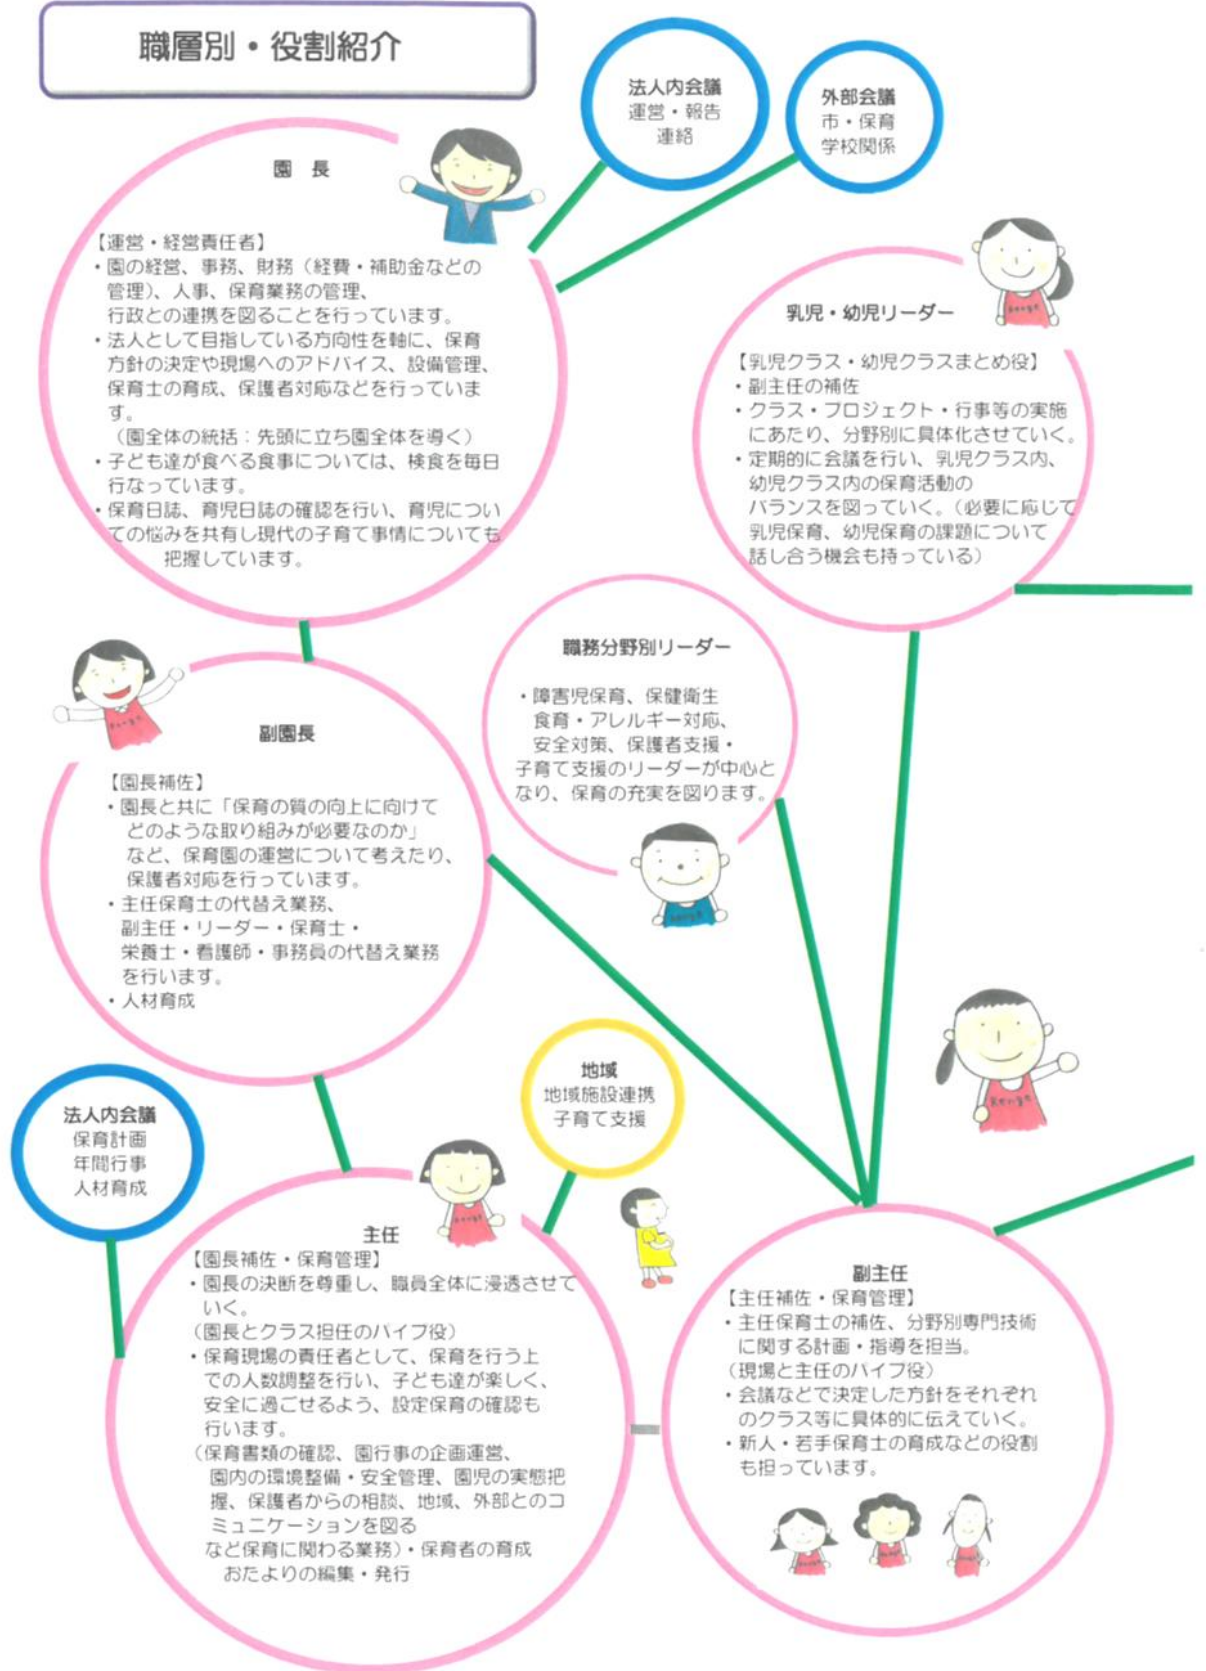 職層別・役割紹介
法人内会議
運営・報告
連絡
外部会議
市・保育
学校関係
園 長
【運営・経営責任者】
・園の経営、事務、財務（経費・補助金などの
管理）、人事、保育業務の管理、
行政との連携を図ることを行っています。
・法人として目指している方向性を軸に、保育
方針の決定や現場へのアドバイス、設備管理、
保育士の育成、保護者対応などを行っていま
す。
（園全体の統括：先頭に立ち園全体を導く）
・子ども達が食べる食事については、検食を毎日
行なっています。
・保育日誌、育児日誌の確認を行い、育児につい
ての悩みを共有し現代の子育て事情についても
把握しています。
乳児・幼児リーダー
【乳児クラス・幼児クラスまとめ役】
・副主任の補佐
・クラス・プロジェクト・行事等の実施
にあたり、分野別に具体化させていく。
・定期的に会議を行い、乳児クラス内、
幼児クラス内の保育活動の
バランスを図っていく。（必要に応じて
乳児保育、幼児保育の課題について
話し合う機会も持っている）
職務分野別リーダー
・障害児保育、保健衛生
食育・アレルギー対応、
安全対策、保護者支援・
子育て支援のリーダーが中心と
なり、保育の充実を図ります。
副園長
【園長補佐】
・園長と共に「保育の質の向上に向けて
どのような取り組みが必要なのか」
など、保育園の運営について考えたり、
保護者対応を行っています。
・主任保育士の代替え業務、
副主任・リーダー・保育士・
栄養士・看護師・事務員の代替え業務
を行います。
・人材育成
地域
地域施設連携
子育て支援
法人内会議
保育計画
年間行事
人材育成
主任
【園長補佐・保育管理】
・園長の決断を尊重し、職員全体に浸透させて
いく。
（園長とクラス担任のパイプ役）
・保育現場の責任者として、保育を行う上
での人数調整を行い、子ども達が楽しく、
安全に過ごせるよう、設定保育の確認も
行います。
（保育書類の確認、園行事の企画運営、
園内の環境整備・安全管理、園児の実態把
握、保護者からの相談、地域、外部とのコ
ミュニケーションを図る
など保育に関わる業務）・保育者の育成
おたよりの編集・発行
副主任
【主任補佐・保育管理】
・主任保育士の補佐、分野別専門技術
に関する計画・指導を担当。
（現場と主任のパイプ役）
・会議などで決定した方針をそれぞれ
のクラス等に具体的に伝えていく。
・新人・若手保育士の育成などの役割
も担っています。
Renge